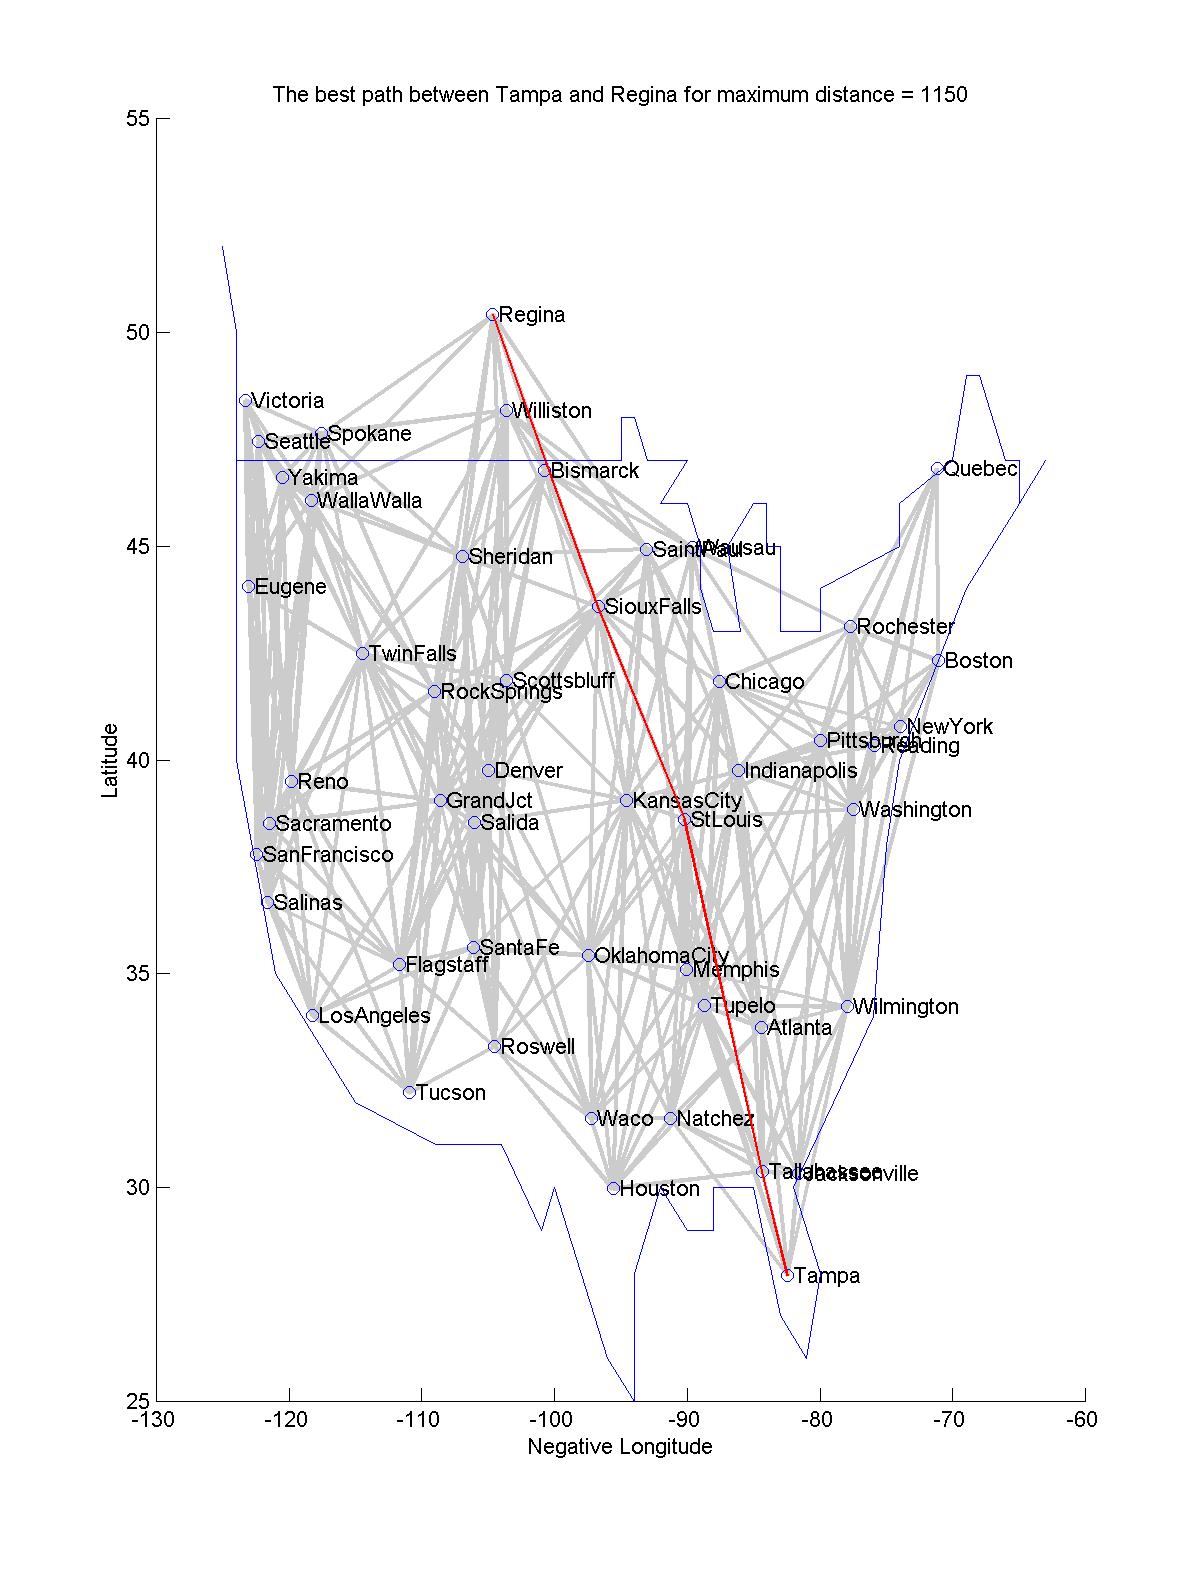 The best path between Tampa and Regina for maximum distance = 1150
55
50
45
40
35
30
25
Latitude
Regina
Victoria
Williston
Seattle
Spokane
Bismarck
Quebec
Yakima
WallaWalla
Sheridan
SaintPaul
Wausau
Eugene
SiouxFalls
Rochester
TwinFalls
Boston
Scottsbluff
Chicago
RockSprings
NewYork
Pittsburgh
Reading
Denver
Indianapolis
Reno
GrandJct
KansasCity
Washington
Sacramento
Salida
StLouis
SanFrancisco
Salinas
SantaFe
OklahomaCity
Flagstaff
Memphis
Tupelo
Wilmington
LosAngeles
Atlanta
Roswell
Tucson
Waco
Natchez
Tallahassee
Jacksonville
Houston
Tampa
-130
-120
-110
-100
-90
-80
-70
-60
Negative Longitude